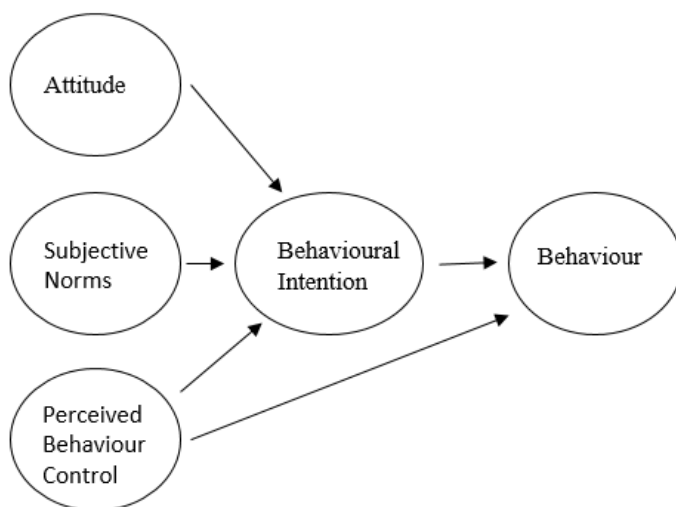 Attitude
Subjective
Norms
Behavioural
Intention
Behaviour
Perceived
Behaviour
Control